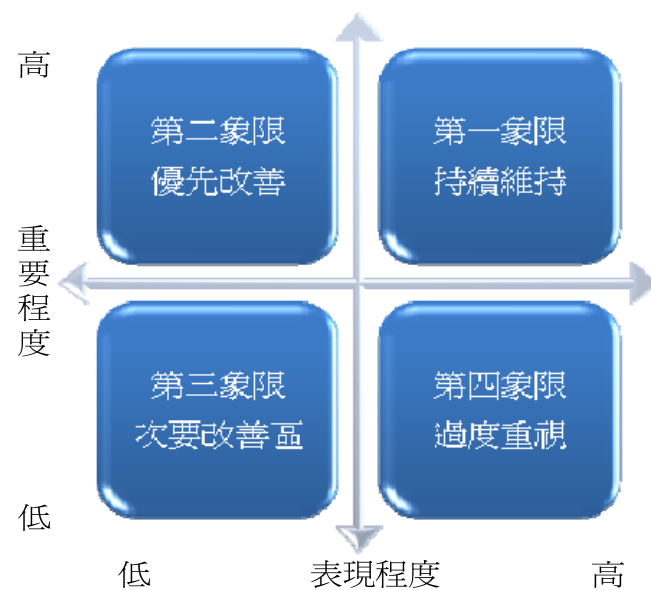 高
第二象限
優先改善
第一象限
持續維持
重要程度
第三象限
次要改善區
第四象限
過度重視
低
低
表現程度
高